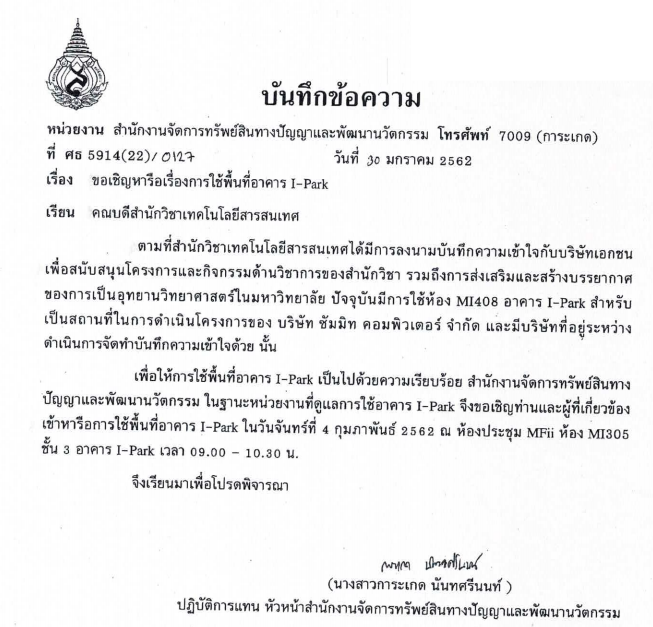 บันทึกข้อความ
หน่วยงาน สำนักงานจัดการทรัพย์สินทางปัญญาและพัฒนานวัตกรรม โทรศัพท์ 7009 (การะเกด)
ที่ ศธ 5914(22)/ 0127 วันที่ 30 มกราคม 2562
เรื่อง ขอเชิญหารือเรื่องการใช้พื้นที่อาคาร I-Park
เรียน คณบดีสำนักวิชาเทคโนโลยีสารสนเทศ
ตามที่สำนักวิชาเทคโนโลยีสารสนเทศได้มีการลงนามบันทึกความเข้าใจกับบริษัทเอกชน
เพื่อสนับสนุนโครงการและกิจกรรมด้านวิชาการของสำนักวิชา รวมถึงการส่งเสริมและสร้างบรรยากาศ
ของการเป็นอุทยานวิทยาศาสตร์ในมหาวิทยาลัย ปัจจุบันมีการใช้ห้อง MI408 อาคาร I-Park สำหรับ
เป็นสถานที่ในการดำเนินโครงการของ บริษัท ซัมมิท คอมพิวเตอร์ จำกัด และมีบริษัทที่อยู่ระหว่าง
ดำเนินการจัดทำบันทึกความเข้าใจด้วย นั้น
เพื่อให้การใช้พื้นที่อาคาร I-Park เป็นไปด้วยความเรียบร้อย สำนักงานจัดการทรัพย์สินทาง
ปัญญาและพัฒนานวัตกรรม ในฐานะหน่วยงานที่ดูแลการใช้อาคาร I-Park จึงขอเชิญท่านและผู้ที่เกี่ยวข้อง
เข้าหารือการใช้พื้นที่อาคาร I-Park ในวันจันทร์ที่ 4 กุมภาพันธ์ 2562 ณ ห้องประชุม MFii ห้อง MI305
ชั้น 3 อาคาร I-Park เวลา 09.00 – 10.30 น.
จึงเรียนมาเพื่อโปรดพิจารณา
(นางสาวการะเกด นันทศรีนนท์ )
ปฏิบัติการแทน หัวหน้าสำนักงานจัดการทรัพย์สินทางปัญญาและพัฒนานวัตกรรม